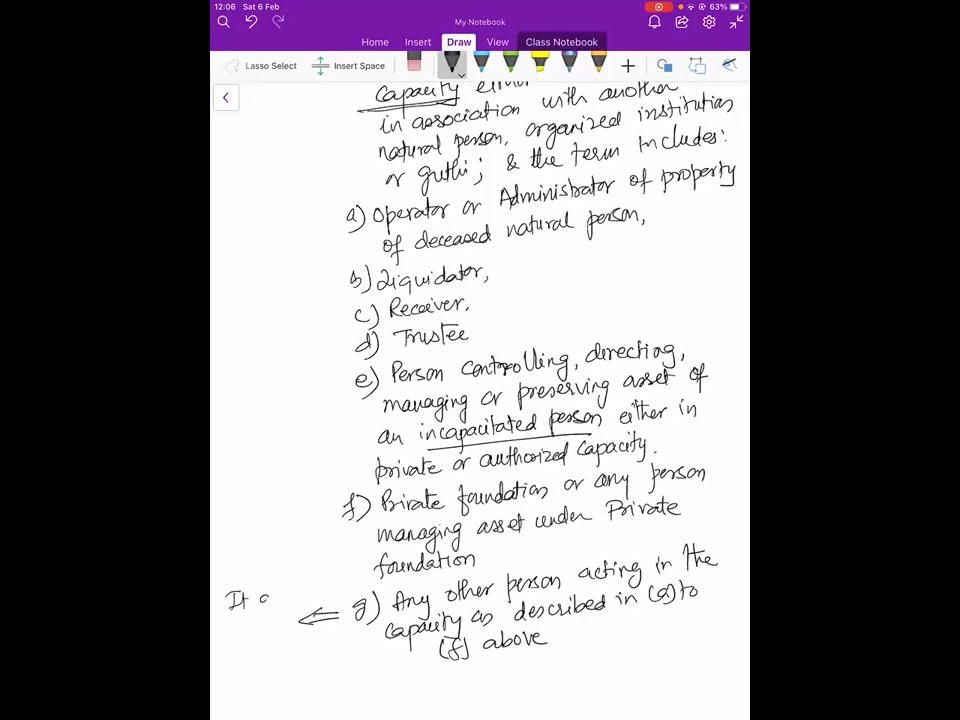 12:06 Sat 6 Feb
63%
My Notebook
Home Insert Draw View Class Notebook
Lasso Select Insert Space
capacity either
in association with another
natural person, organized institution
or guthi; & the term includes:
a) Operator or Administrator of property
of deceased natural person,
b) Liquidator,
c) Receiver,
d) Trustee
e) Person controlling, directing,
managing or preserving asset of
an incapacitated person either in
private or authorized capacity.
f) Private foundation or any person
managing asset under Private
foundation
It c
g) Any other person acting in the
capacity as described in (a) to
(f) above